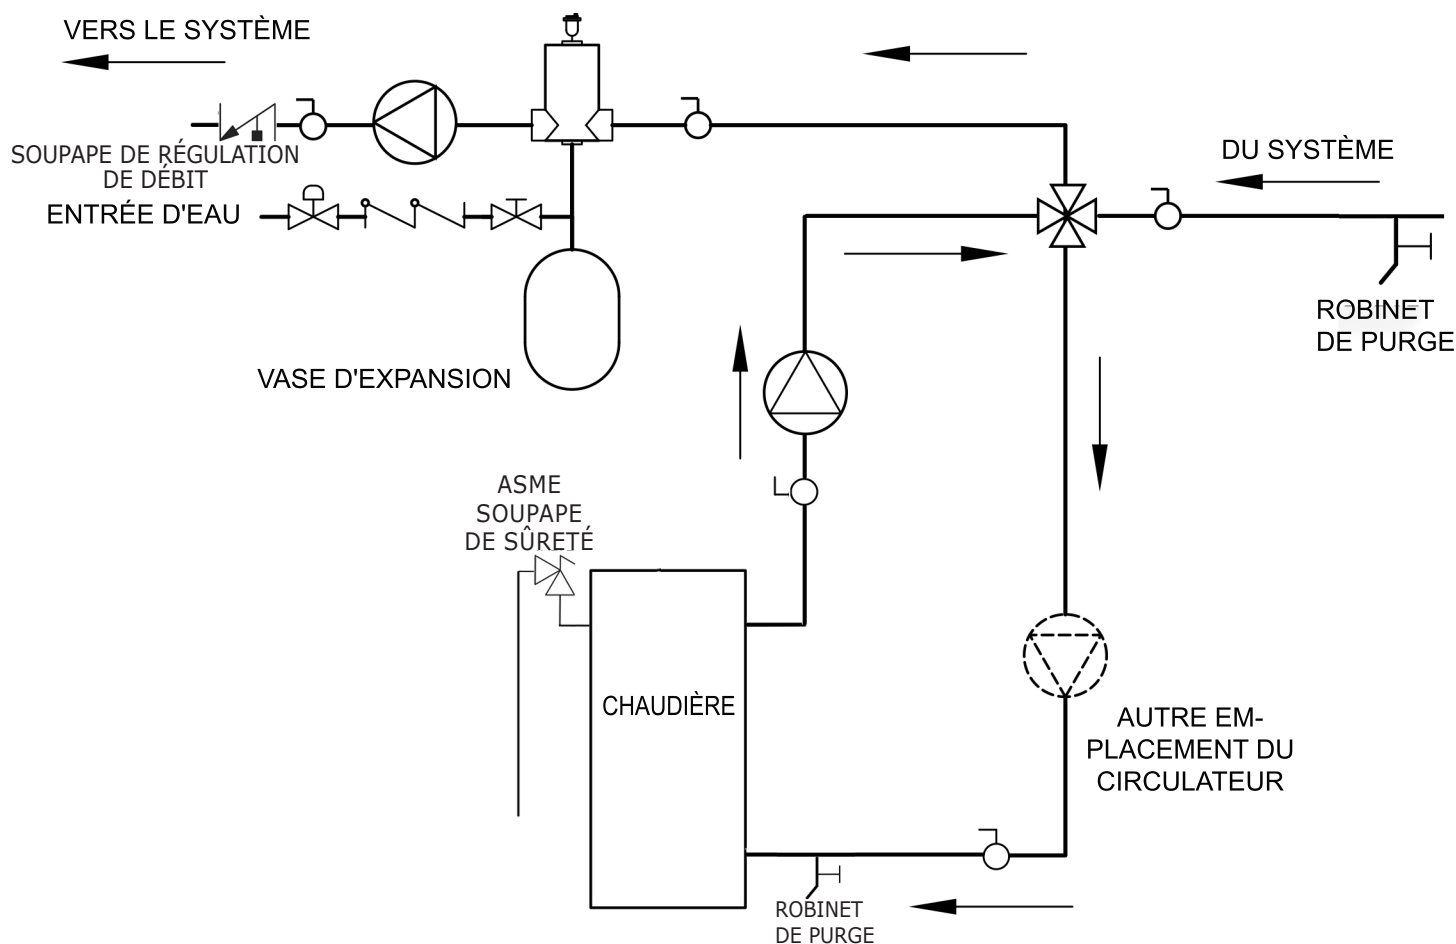 VERS LE SYSTÈME
SOUPAPE DE RÉGULATION
DE DÉBIT
ENTRÉE D'EAU
DU SYSTÈME
ROBINET
DE PURGE
VASE D'EXPANSION
ASME
SOUPAPE
DE SÛRETÉ
CHAUDIÈRE
AUTRE EM-
PLACEMENT DU
CIRCULATEUR
ROBINET
DE PURGE